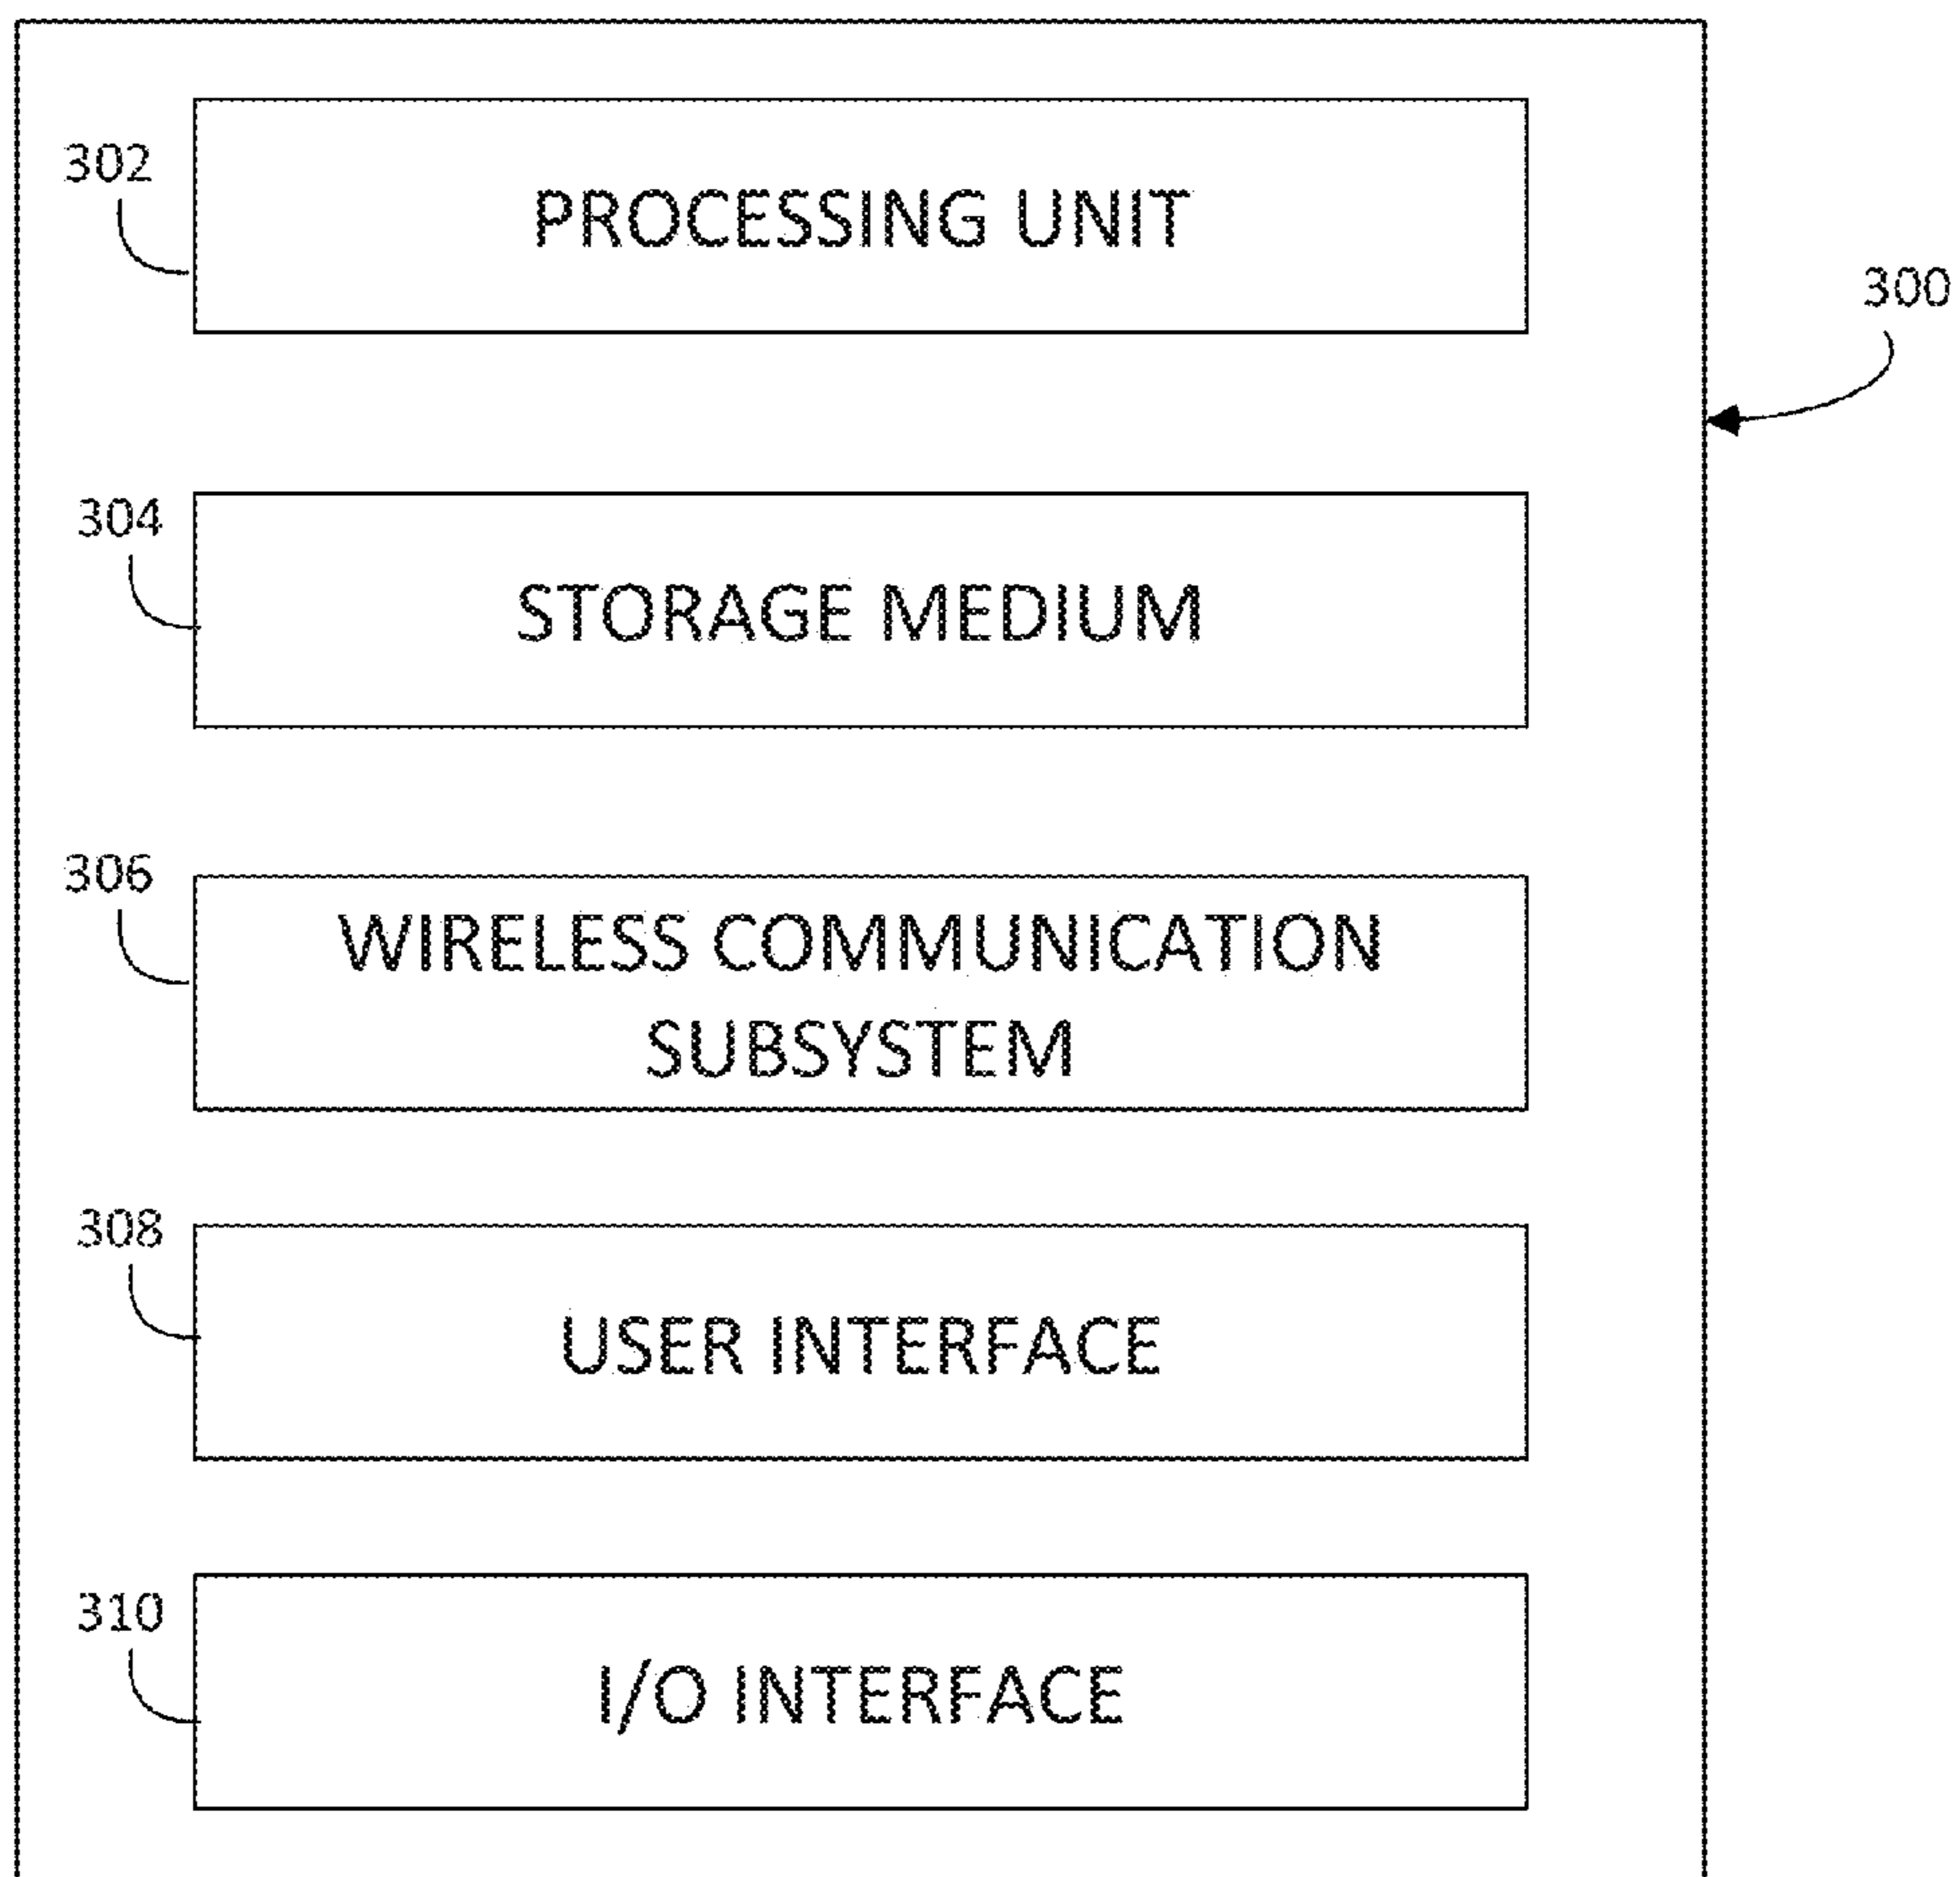 302
PROCESSING UNIT
300
304
STORAGE MEDIUM
306
WIRELESS COMMUNICATION
SUBSYSTEM
308
USER INTERFACE
310
I/O INTERFACE